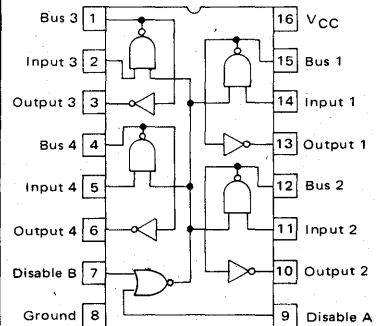 Bus 3 1
Input 3 2
Output 3 3
Bus 4 4
Input 4 5
Output 4 6
Disable B 7
Ground 8
16 VCC
15 Bus 1
14 Input 1
13 Output 1
12 Bus 2
11 Input 2
10 Output 2
9 Disable A